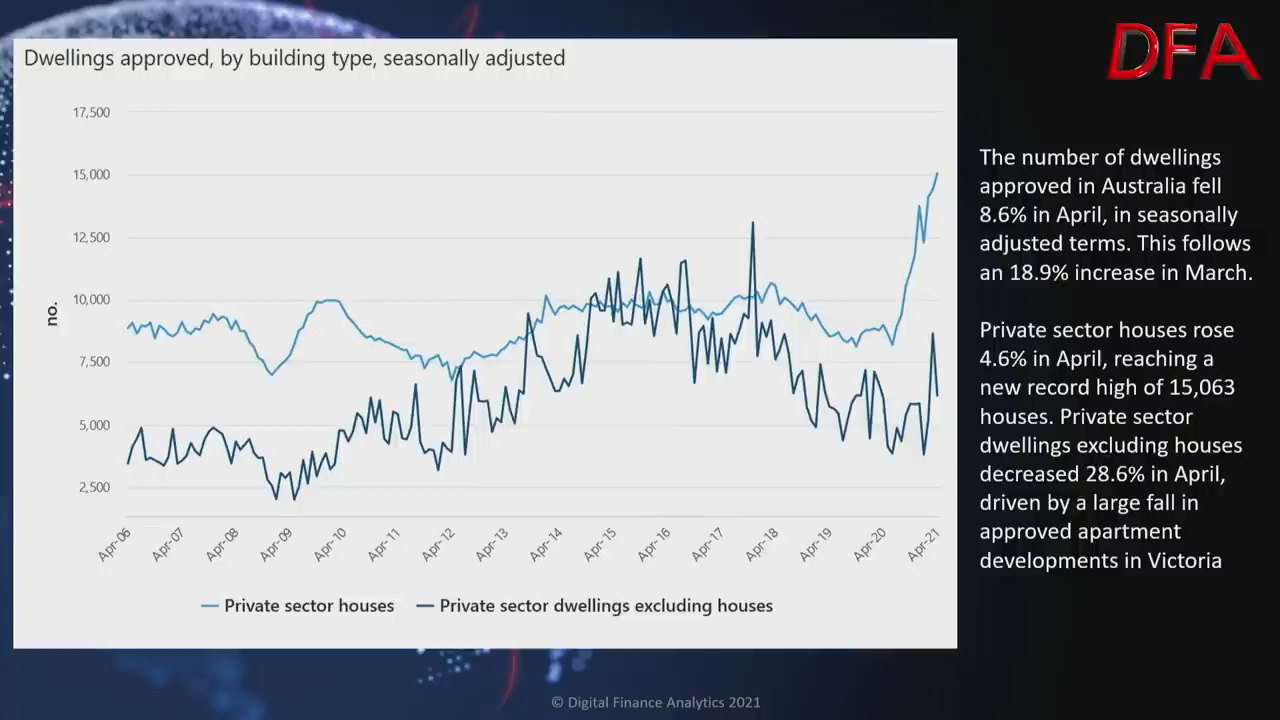 Dwellings approved, by building type, seasonally adjusted
DFA
17,500
15,000
12,500
10,000
7,500
5,000
2,500
no.
Apr-06
Apr-07
Apr-08
Apr-09
Apr-10
Apr-11
Apr-12
Apr-13
Apr-14
Apr-15
Apr-16
Apr-17
Apr-18
Apr-19
Apr-20
Apr-21
Private sector houses
Private sector dwellings excluding houses
The number of dwellings
approved in Australia fell
8.6% in April, in seasonally
adjusted terms. This follows
an 18.9% increase in March.
Private sector houses rose
4.6% in April, reaching a
new record high of 15,063
houses. Private sector
dwellings excluding houses
decreased 28.6% in April,
driven by a large fall in
approved apartment
developments in Victoria
© Digital Finance Analytics 2021